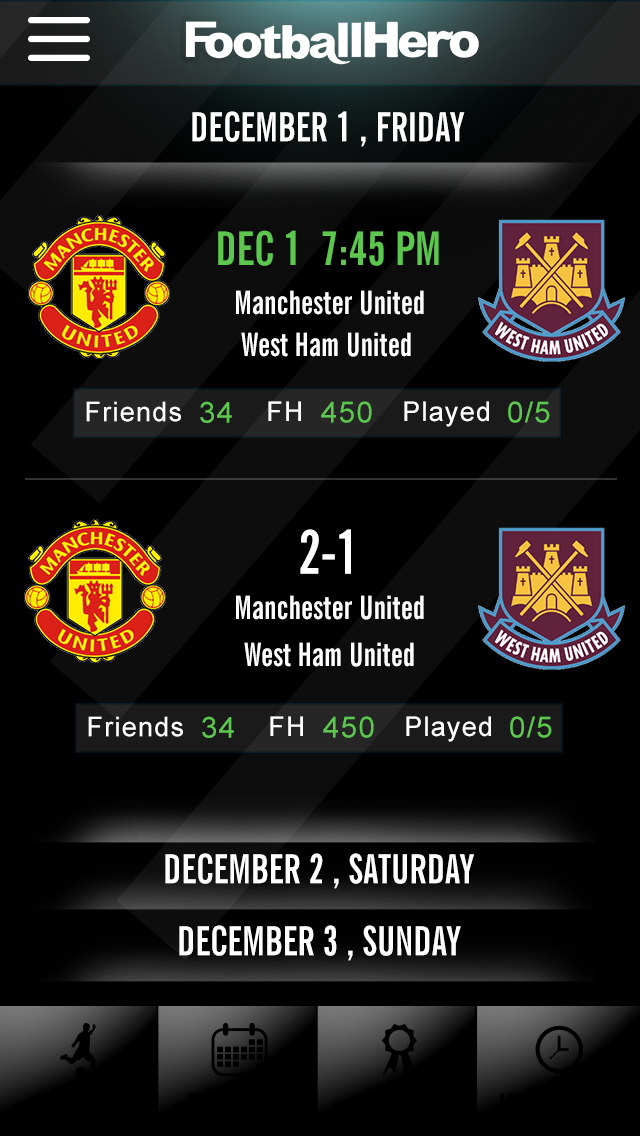 FootballHero
DECEMBER 1 , FRIDAY
MANCHESTER
UNITED
DEC 1 7:45 PM
Manchester United
West Ham United
WEST HAM UNITED
Friends 34 FH 450 Played 0/5
MANCHESTER
UNITED
2-1
Manchester United
West Ham United
WEST HAM UNITED
Friends 34 FH 450 Played 0/5
DECEMBER 2 , SATURDAY
DECEMBER 3 , SUNDAY